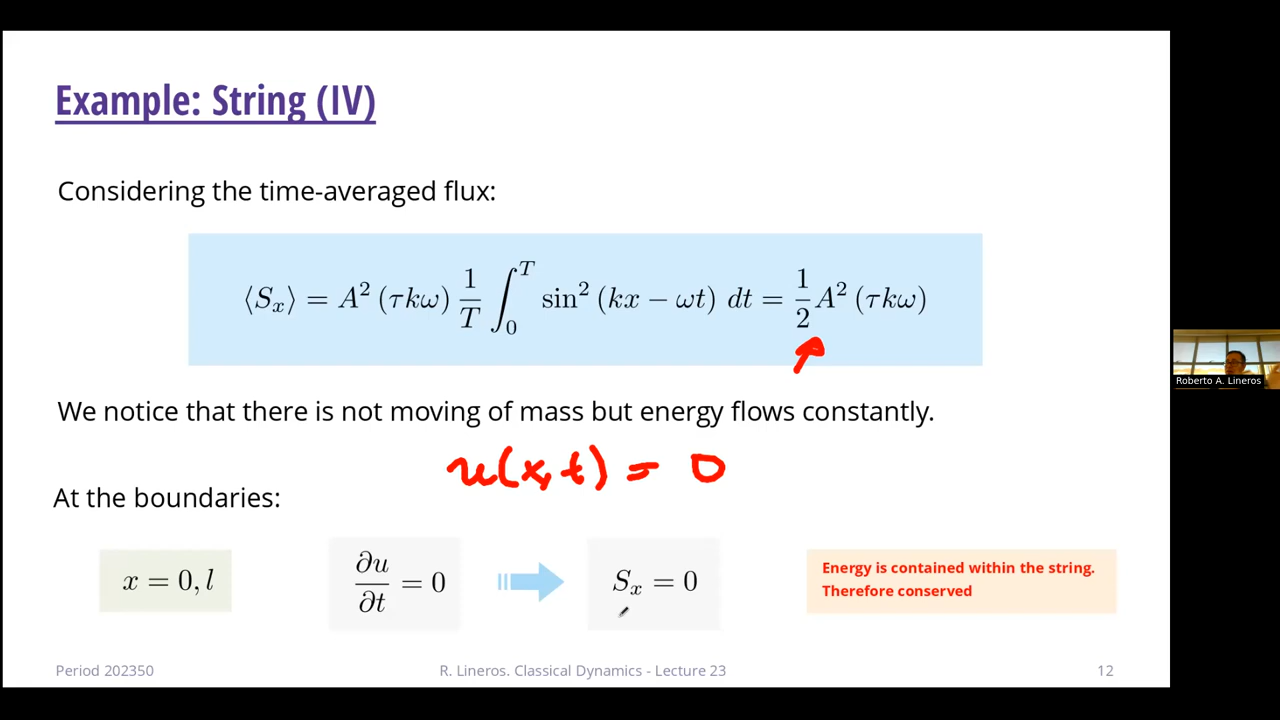 Example: String (IV)
Considering the time-averaged flux:
⟨Sₓ⟩ = A² (τkω) 1/T ∫₀ᵀ sin² (kx − ωt) dt = 1/2 A² (τkω)
We notice that there is not moving of mass but energy flows constantly.
u(x,t) = 0
At the boundaries:
x = 0, l
∂u/∂t = 0
Sₓ = 0
Energy is contained within the string.
Therefore conserved
Period 202350
R. Lineros. Classical Dynamics - Lecture 23
12
Roberto A. Lineros